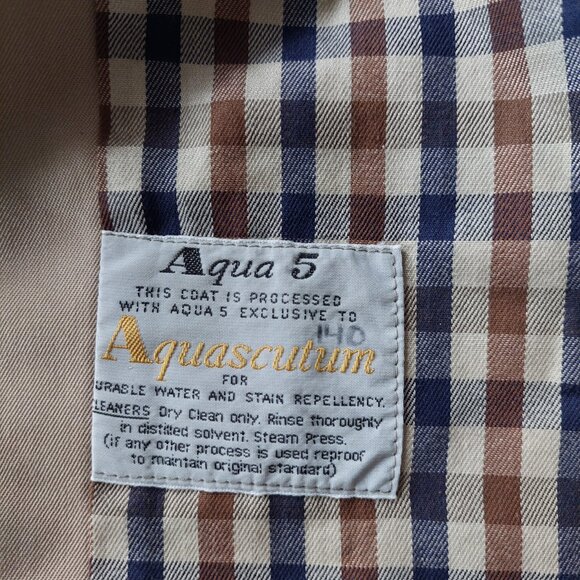 Aqua 5
THIS COAT IS PROCESSED
WITH AQUA 5 EXCLUSIVE TO
140
Aquascutum
FOR
URABLE WATER AND STAIN REPELLENCY.
LEANERS Dry Clean only. Rinse thoroughly
in distilled solvent. Steam Press.
(if any other process is used reproof
to maintain original standard)